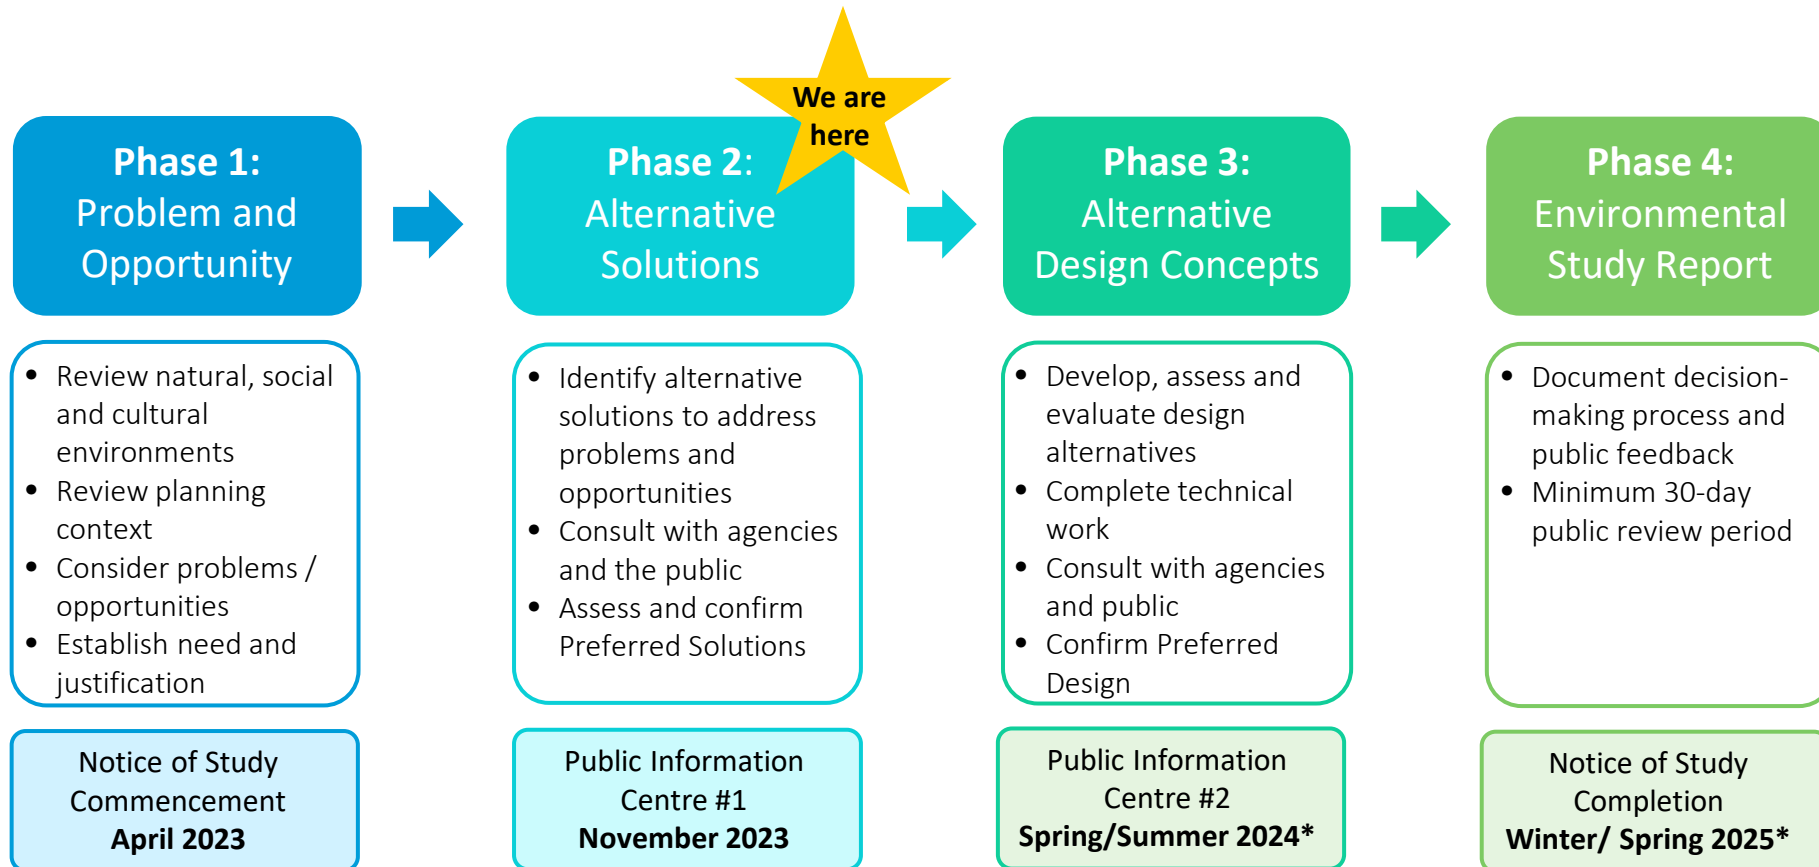 We are
here
Phase 1:
Problem and
Opportunity
Phase 2:
Alternative
Solutions
Phase 3:
Alternative
Design Concepts
Phase 4:
Environmental
Study Report
• Review natural, social
and cultural
environments
• Review planning
context
• Consider problems /
opportunities
• Establish need and
justification
• Identify alternative
solutions to address
problems and
opportunities
• Consult with agencies
and the public
• Assess and confirm
Preferred Solutions
• Develop, assess and
evaluate design
alternatives
• Complete technical
work
• Consult with agencies
and public
• Confirm Preferred
Design
• Document decision-
making process and
public feedback
• Minimum 30-day
public review period
Notice of Study
Commencement
April 2023
Public Information
Centre #1
November 2023
Public Information
Centre #2
Spring/Summer 2024*
Notice of Study
Completion
Winter/ Spring 2025*